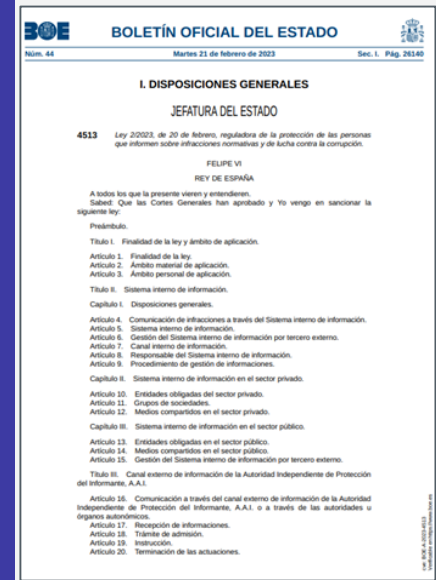 BOE
BOLETÍN OFICIAL DEL ESTADO
Núm. 44 Martes 21 de febrero de 2023 Sec. I. Pág. 26140
I. DISPOSICIONES GENERALES
JEFATURA DEL ESTADO
4513 Ley 2/2023, de 20 de febrero, reguladora de la protección de las personas
que informen sobre infracciones normativas y de lucha contra la corrupción.
FELIPE VI
REY DE ESPAÑA
A todos los que la presente vieren y entendieren.
Sabed: Que las Cortes Generales han aprobado y Yo vengo en sancionar la
siguiente ley:
Preámbulo.
Título I. Finalidad de la ley y ámbito de aplicación.
Artículo 1. Finalidad de la ley.
Artículo 2. Ámbito material de aplicación.
Artículo 3. Ámbito personal de aplicación.
Título II. Sistema interno de información.
Capítulo I. Disposiciones generales.
Artículo 4. Comunicación de infracciones a través del Sistema interno de información.
Artículo 5. Sistema interno de información.
Artículo 6. Gestión del Sistema interno de información por tercero externo.
Artículo 7. Canal interno de información.
Artículo 8. Responsable del Sistema interno de información.
Artículo 9. Procedimiento de gestión de informaciones.
Capítulo II. Sistema interno de información en el sector privado.
Artículo 10. Entidades obligadas del sector privado.
Artículo 11. Grupos de sociedades.
Artículo 12. Medios compartidos en el sector privado.
Capítulo III. Sistema interno de información en el sector público.
Artículo 13. Entidades obligadas en el sector público.
Artículo 14. Medios compartidos en el sector público.
Artículo 15. Gestión del Sistema interno de información por tercero externo.
Título III. Canal externo de información de la Autoridad Independiente de Protección
del Informante, A.A.I.
Artículo 16. Comunicación a través del canal externo de información de la Autoridad
Independiente de Protección del Informante, A.A.I. o a través de las autoridades u
órganos autonómicos.
Artículo 17. Recepción de informaciones.
Artículo 18. Trámite de admisión.
Artículo 19. Instrucción.
Artículo 20. Terminación de las actuaciones.
cve: BOE-A-2023-4513
Verificable en https://www.boe.es